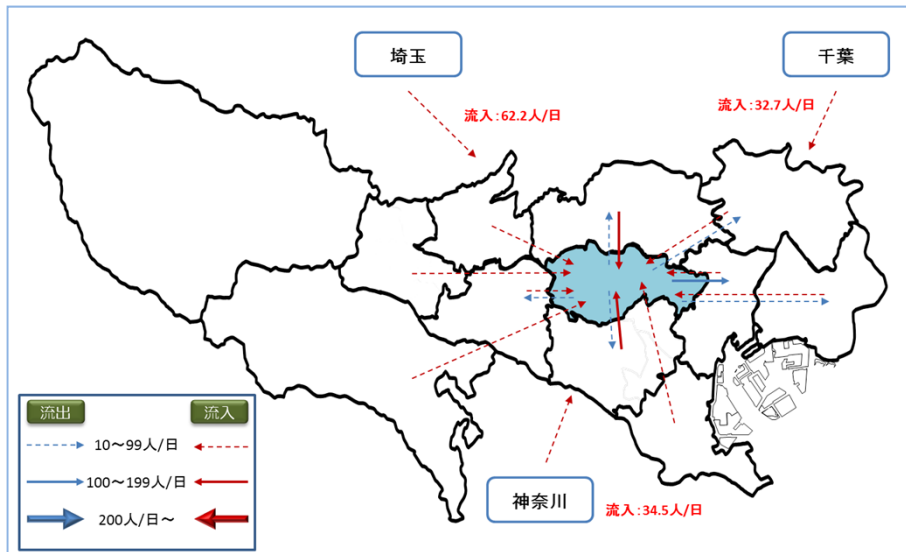 埼玉
千葉
流入：62.2人/日
流入：32.7人/日
流出
流入
10～99人/日
100～199人/日
200人/日～
神奈川
流入：34.5人/日